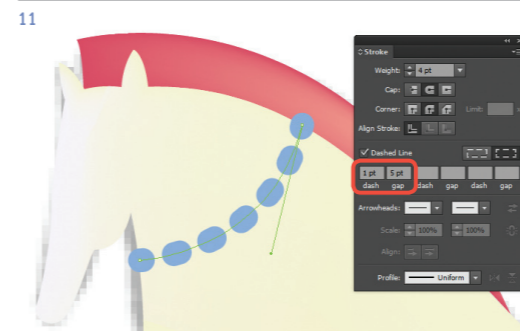 11
Stroke
Weight: 4 pt
Cap:
Corner: Limit:
Align Stroke:
Dashed Line
1 pt 5 pt
dash gap dash gap dash gap
Arrowheads:
Scale: 100% 100%
Align:
Profile: Uniform